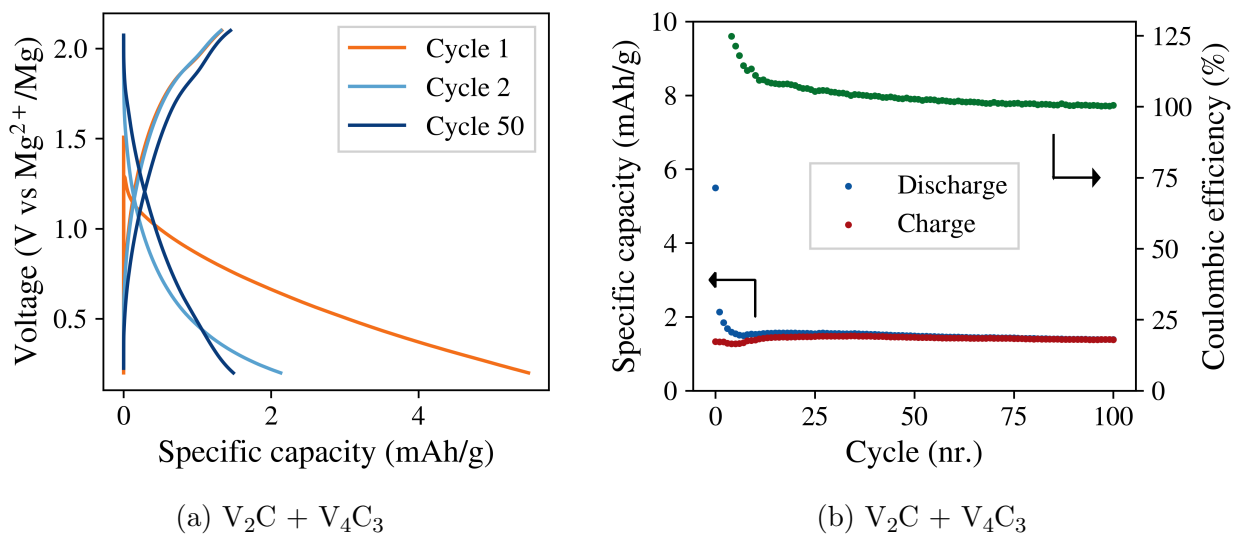 Voltage (V vs Mg²⁺/Mg)
2.0
1.5
1.0
0.5
Cycle 1
Cycle 2
Cycle 50
0
2
4
Specific capacity (mAh/g)
(a) V₂C + V₄C₃
Specific capacity (mAh/g)
10
8
6
4
2
0
Discharge
Charge
125
100
75
50
25
0
Coulombic efficiency (%)
0
25
50
75
100
Cycle (nr.)
(b) V₂C + V₄C₃